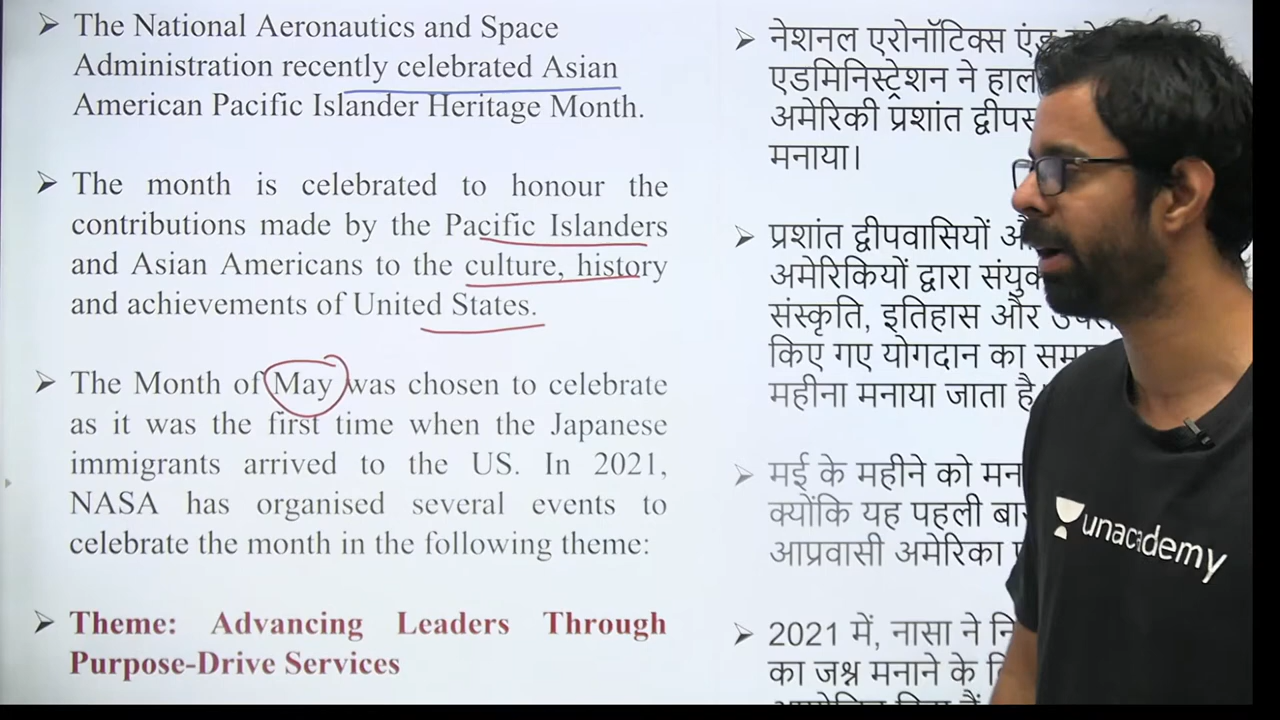 ➢ The National Aeronautics and Space
Administration recently celebrated Asian
American Pacific Islander Heritage Month.
➢ The month is celebrated to honour the
contributions made by the Pacific Islanders
and Asian Americans to the culture, history
and achievements of United States.
➢ The Month of May was chosen to celebrate
as it was the first time when the Japanese
immigrants arrived to the US. In 2021,
NASA has organised several events to
celebrate the month in the following theme:
➢ Theme: Advancing Leaders Through
Purpose-Drive Services
➢ नेशनल एरोनॉटिक्स एंड
एडमिनिस्ट्रेशन ने
अमेरिकी प्रशांत
मनाया।
➢ प्रशांत द्वीपवासियों
अमेरिकियों द्वारा
संस्कृति, इतिहास और
किए गए योगदान का
महीना मनाया जाता है
➢ मई के महीने को
क्योंकि यह पहली
आप्रवासी अमेरिका
➢ 2021 में, नासा ने
का जश्न मनाने के
unacademy